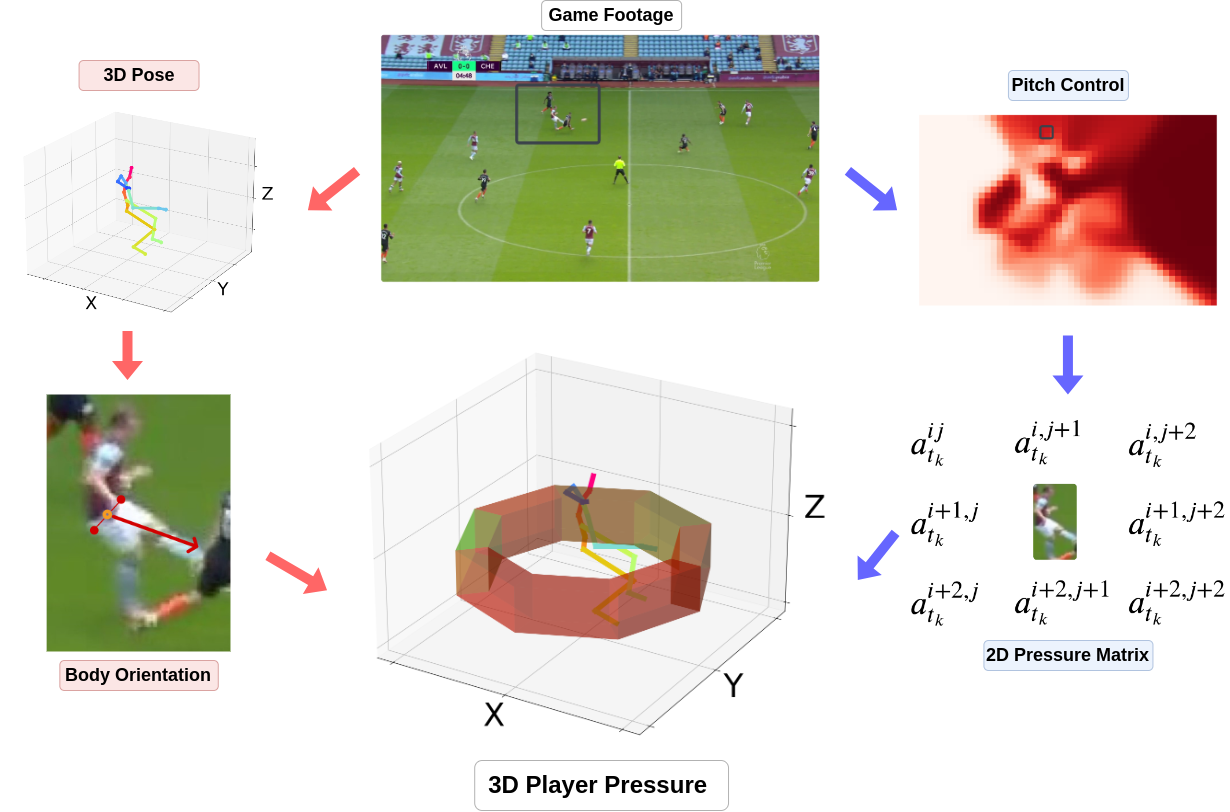 Game Footage
3D Pose
Z
Y
X
AVL 0-0 CHE
04:48
Pitch Control
Body Orientation
Z
Y
X
3D Player Pressure
a_{t_k}^{ij} a_{t_k}^{i,j+1} a_{t_k}^{i,j+2}
a_{t_k}^{i+1,j} a_{t_k}^{i+1,j+2}
a_{t_k}^{i+2,j} a_{t_k}^{i+2,j+1} a_{t_k}^{i+2,j+2}
2D Pressure Matrix